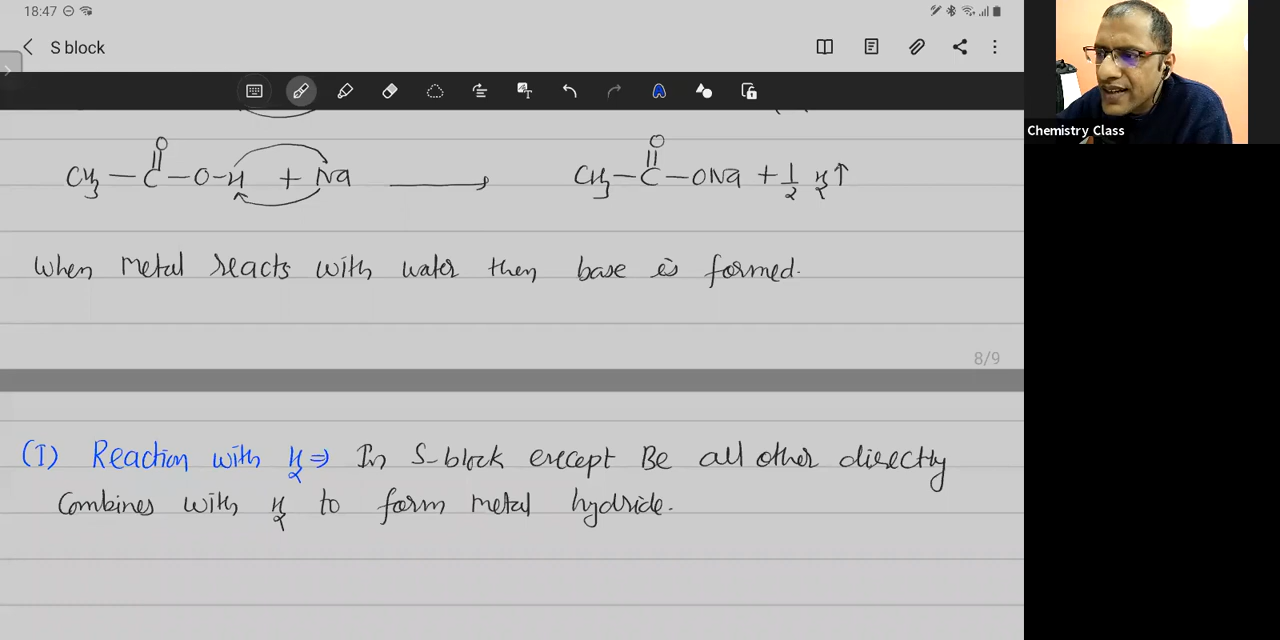 18:47
S block
Chemistry Class
O O
CH3 — C — O-H + Na ⟶ CH3 — C — ONa + 1/2 H2↑
When metal reacts with water then base is formed.
8/9
(I) Reaction with H2 ⇒ In S-block except Be all other directly
Combines with H2 to form metal hydride.